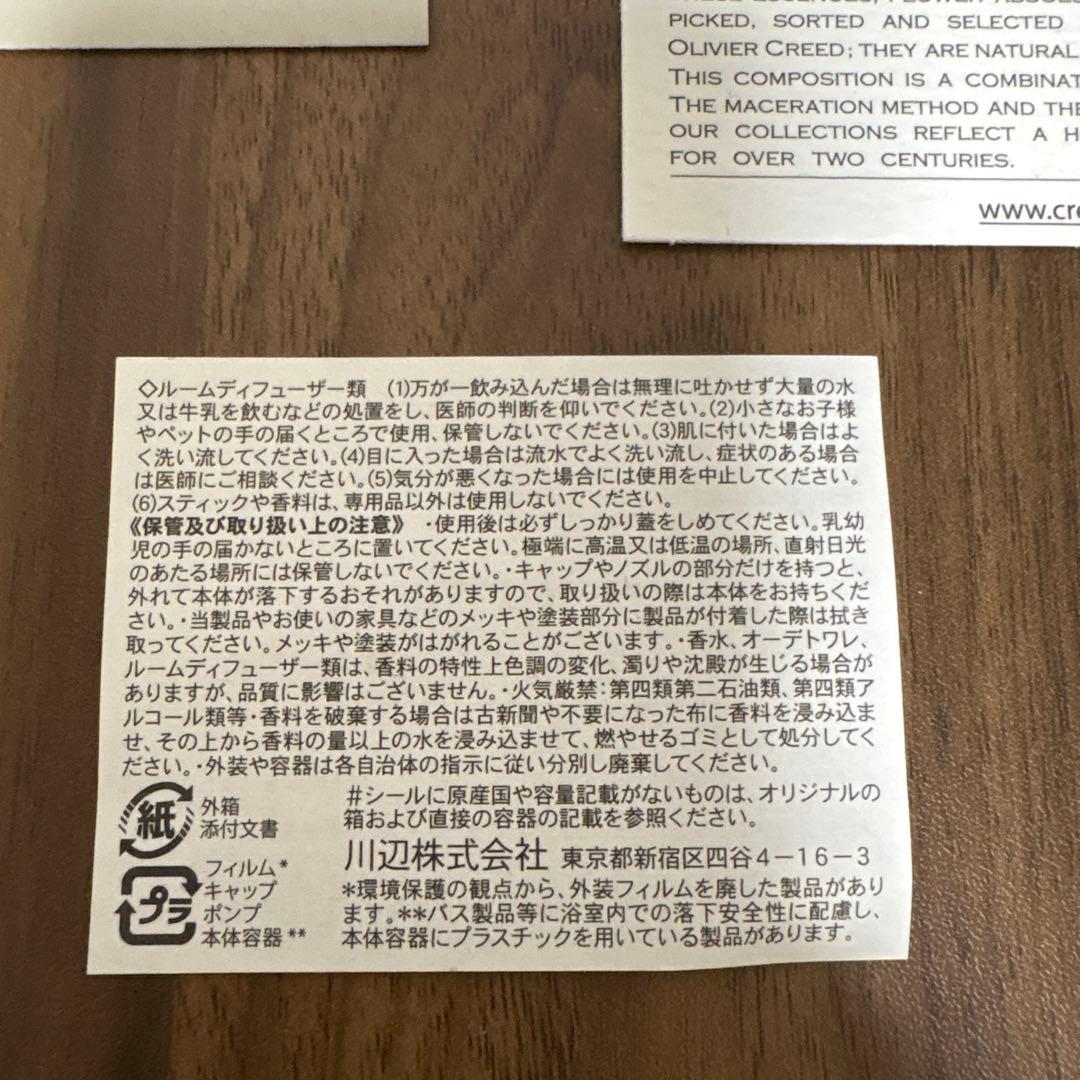 PICKED, SORTED AND SELECTED
OLIVIER CREED; THEY ARE NATURAL
THIS COMPOSITION IS A
THE MACERATION METHOD AND
OUR COLLECTIONS REFLECT A
FOR OVER TWO CENTURIES.
◇ルームディフューザー類 (1)万が一飲み込んだ場合は無理に吐かせず大量の水
又は牛乳を飲むなどの処置をし、医師の判断を仰いでください。(2)小さなお子様
やペットの手の届くところで使用、保管しないでください。(3)肌に付いた場合はよ
く洗い流してください。(4)目に入った場合は流水でよく洗い流し、症状のある場合
は医師にご相談ください。(5)気分が悪くなった場合には使用を中止してください。
(6)スティックや香料は、専用品以外は使用しないでください。
《保管及び取り扱い上の注意》 ・使用後は必ずしっかり蓋をしめてください。乳幼
児の手の届かないところに置いてください。極端に高温又は低温の場所、直射日光
のあたる場所には保管しないでください。・キャップやノズルの部分だけを持つと、
外れて本体が落下するおそれがありますので、取り扱いの際は本体をお持ちくだ
さい。・当製品やお使いの家具などのメッキや塗装部分に製品が付着した際は拭き
取ってください。メッキや塗装がはがれることがございます。・香水、オーデトワレ、
ルームディフューザー類は、香料の特性上色調の変化、濁りや沈殿が生じる場合が
ありますが、品質に影響はございません。・火気厳禁：第四類第二石油類、第四類ア
ルコール類等・香料を破棄する場合は古新聞や不要になった布に香料を浸み込ま
せ、その上から香料の量以上の水を浸み込ませて、燃やせるゴミとして処分してく
ださい。・外装や容器は各自治体の指示に従い分別し廃棄してください。
紙
外箱
添付文書
プラ
フィルム*
キャップ
ポンプ
本体容器**
#シールに原産国や容量記載がないものは、オリジナルの
箱および直接の容器の記載を参照ください。
川辺株式会社 東京都新宿区四谷4－16－3
*環境保護の観点から、外装フィルムを廃した製品があり
ます。**バス製品等に浴室内での落下安全性に配慮し、
本体容器にプラスチックを用いている製品があります。